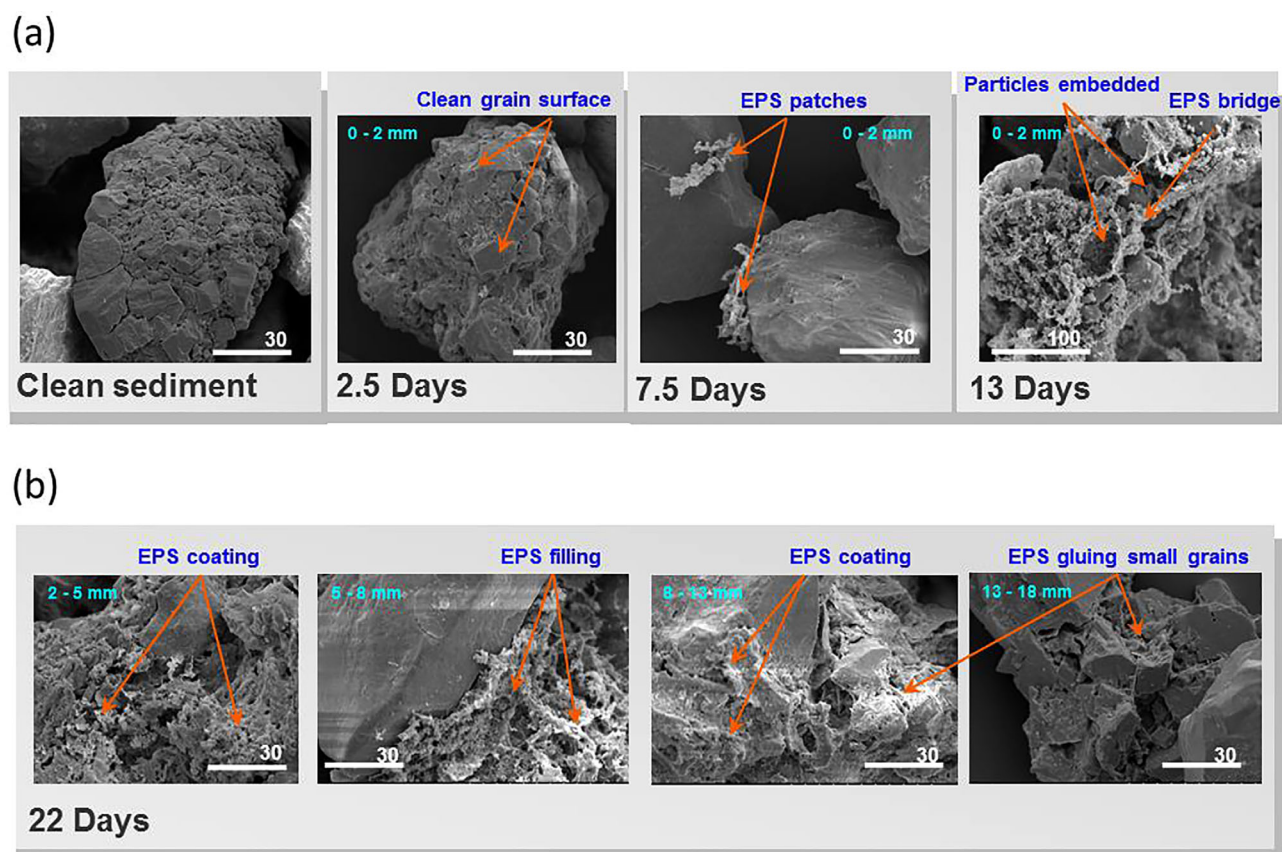 (a)
Clean grain surface
EPS patches
Particles embedded
EPS bridge
0 - 2 mm
0 - 2 mm
0 - 2 mm
30
30
30
100
Clean sediment
2.5 Days
7.5 Days
13 Days
(b)
EPS coating
EPS filling
EPS coating
EPS gluing small grains
2 - 5 mm
5 - 8 mm
8 - 13 mm
13 - 18 mm
30
30
30
30
22 Days